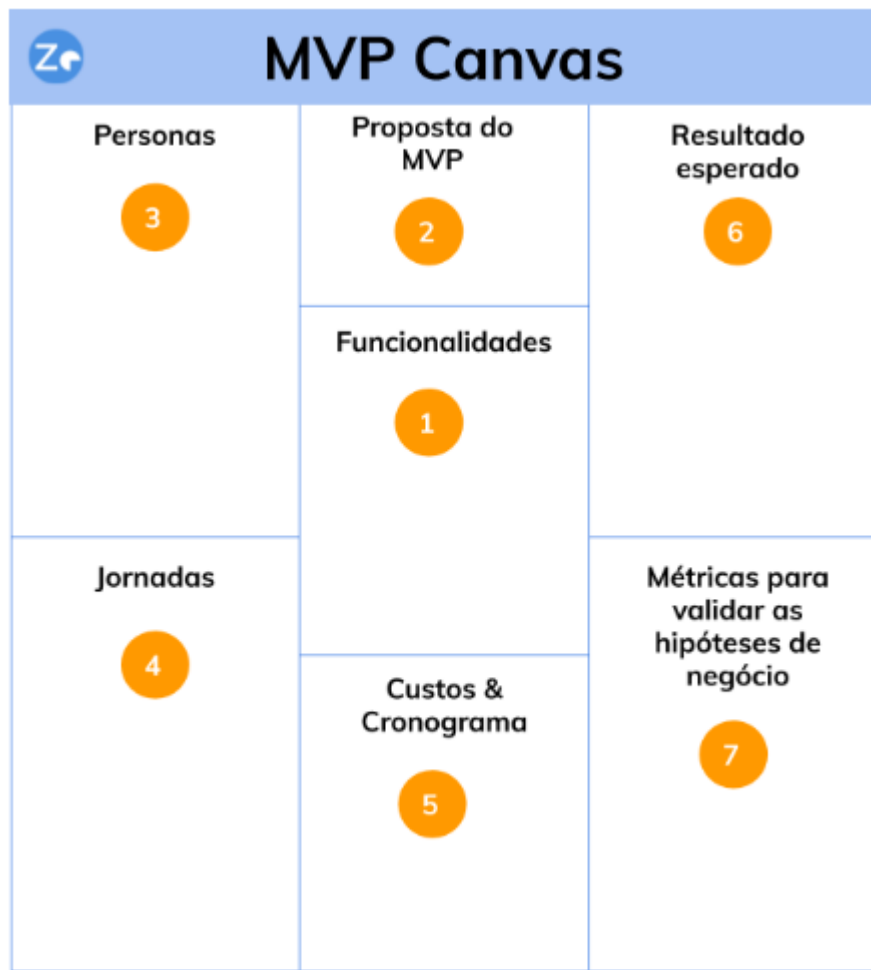 Ze
MVP Canvas
Personas
3
Proposta do
MVP
2
Resultado
esperado
6
Funcionalidades
1
Jornadas
4
Custos &
Cronograma
5
Métricas para
validar as
hipóteses de
negócio
7